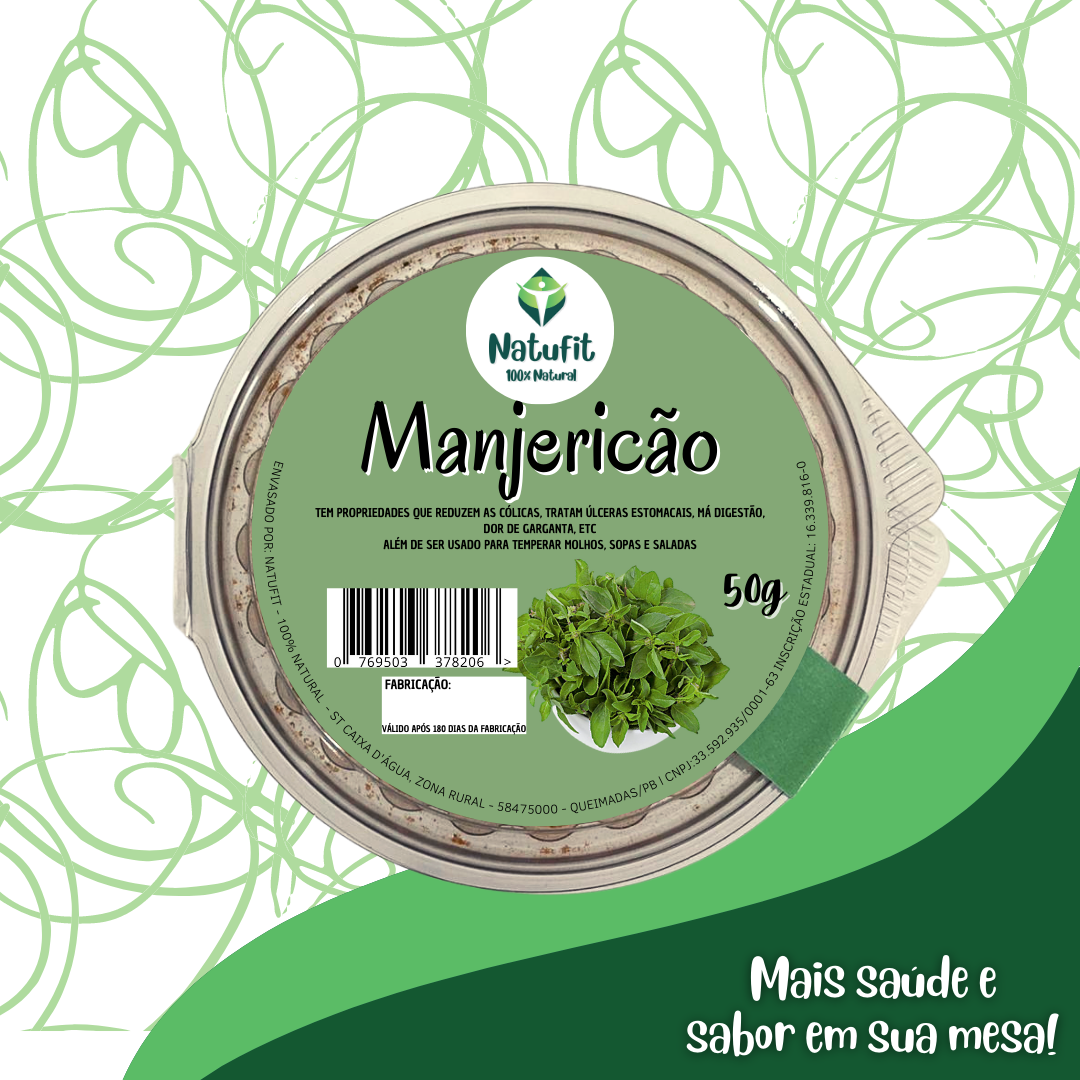 Natufit
100% Natural
Manjericão
TEM PROPRIEDADES QUE REDUZEM AS CÓLICAS, TRATAM ÚLCERAS ESTOMACAIS, MÁ DIGESTÃO,
DOR DE GARGANTA, ETC
ALÉM DE SER USADO PARA TEMPERAR MOLHOS, SOPAS E SALADAS
50g
0 769503 378206 >
FABRICAÇÃO:
VÁLIDO APÓS 180 DIAS DA FABRICAÇÃO
ENVASADO POR: NATUFIT - 100% NATURAL - ST CAIXA D'ÁGUA, ZONA RURAL - 58475000 - QUEIMADAS/PB | CNPJ:33.592.935/0001-63 INSCRIÇÃO ESTADUAL: 16.339.816-0
Mais saúde e
sabor em sua mesa!